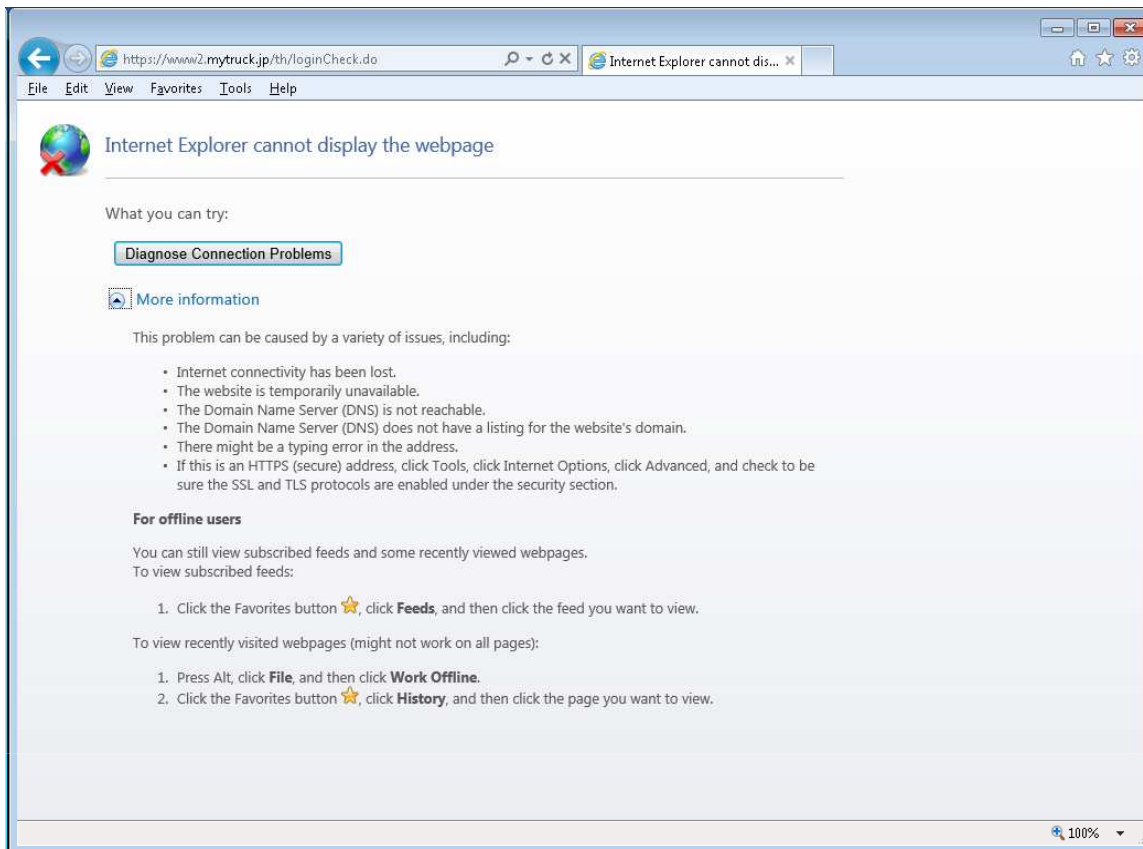 https://www2.mytruck.jp/th/loginCheck.do
Internet Explorer cannot dis...
File Edit View Favorites Tools Help
Internet Explorer cannot display the webpage
What you can try:
Diagnose Connection Problems
More information
This problem can be caused by a variety of issues, including:
• Internet connectivity has been lost.
• The website is temporarily unavailable.
• The Domain Name Server (DNS) is not reachable.
• The Domain Name Server (DNS) does not have a listing for the website's domain.
• There might be a typing error in the address.
• If this is an HTTPS (secure) address, click Tools, click Internet Options, click Advanced, and check to be
sure the SSL and TLS protocols are enabled under the security section.
For offline users
You can still view subscribed feeds and some recently viewed webpages.
To view subscribed feeds:
1. Click the Favorites button , click Feeds, and then click the feed you want to view.
To view recently visited webpages (might not work on all pages):
1. Press Alt, click File, and then click Work Offline.
2. Click the Favorites button , click History, and then click the page you want to view.
100%